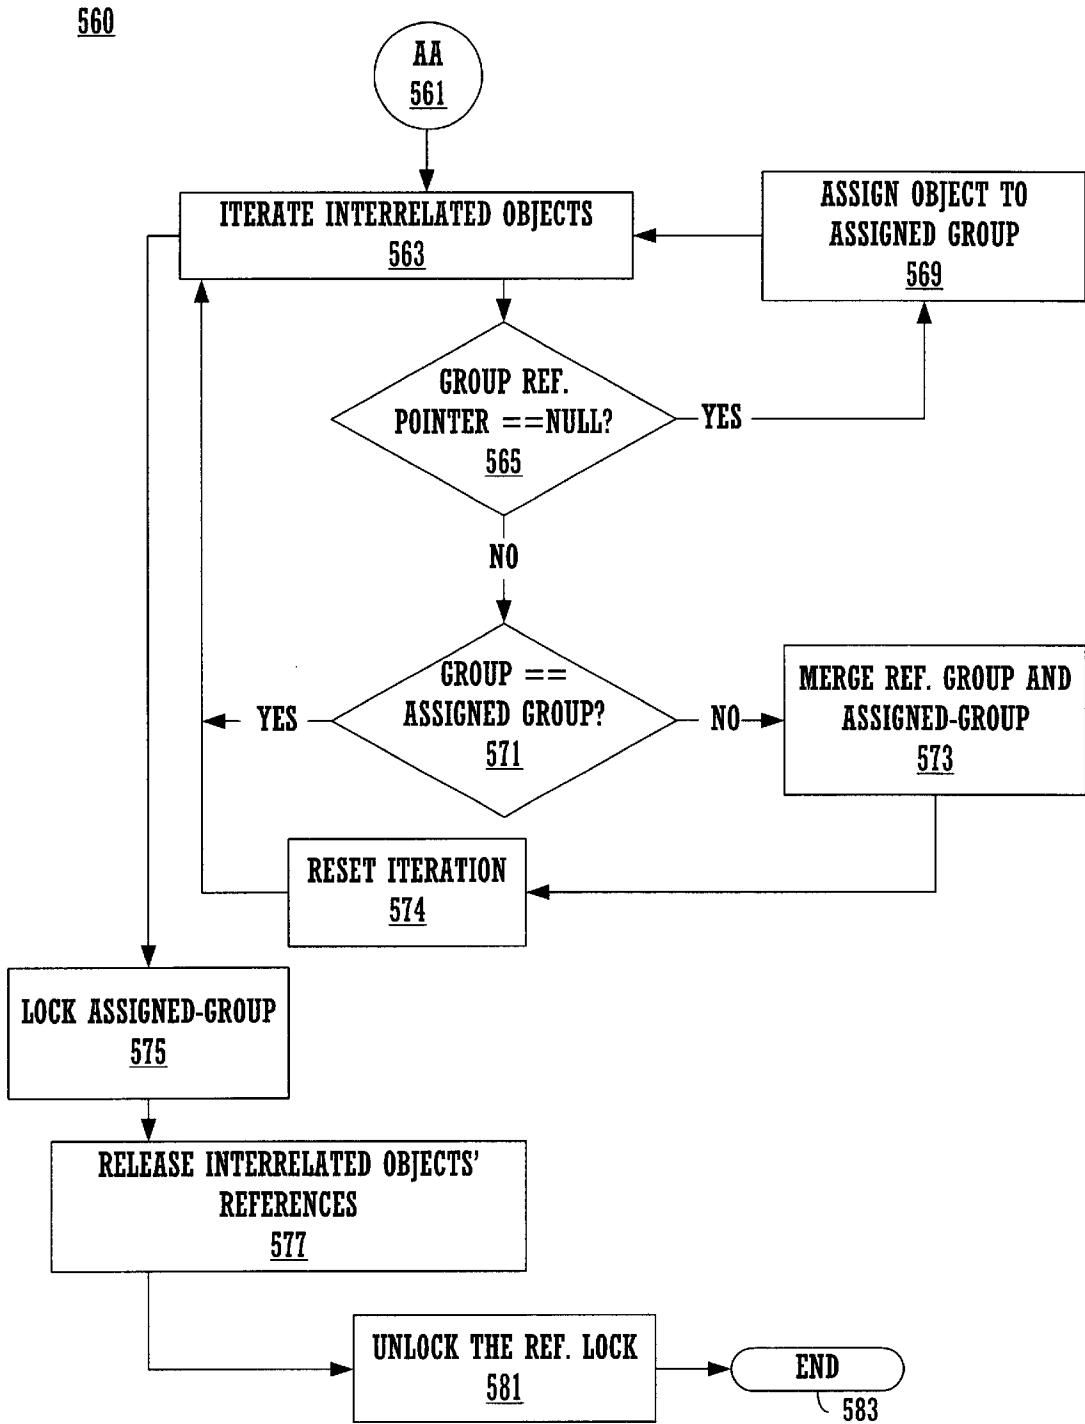 560
AA
561
ITERATE INTERRELATED OBJECTS
563
ASSIGN OBJECT TO
ASSIGNED GROUP
569
GROUP REF.
POINTER ==NULL?
565
YES
NO
GROUP ==
ASSIGNED GROUP?
571
YES
NO
MERGE REF. GROUP AND
ASSIGNED-GROUP
573
RESET ITERATION
574
LOCK ASSIGNED-GROUP
575
RELEASE INTERRELATED OBJECTS'
REFERENCES
577
UNLOCK THE REF. LOCK
581
END
583